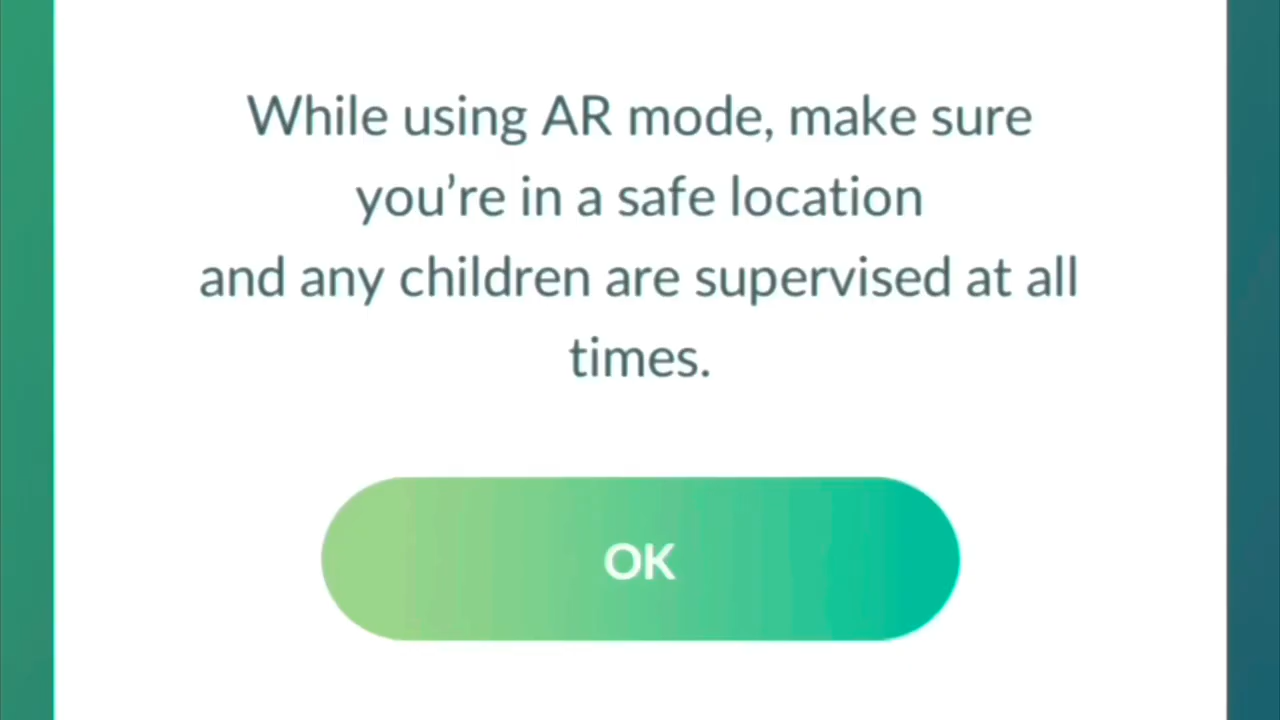 While using AR mode, make sure
you’re in a safe location
and any children are supervised at all
times.
OK